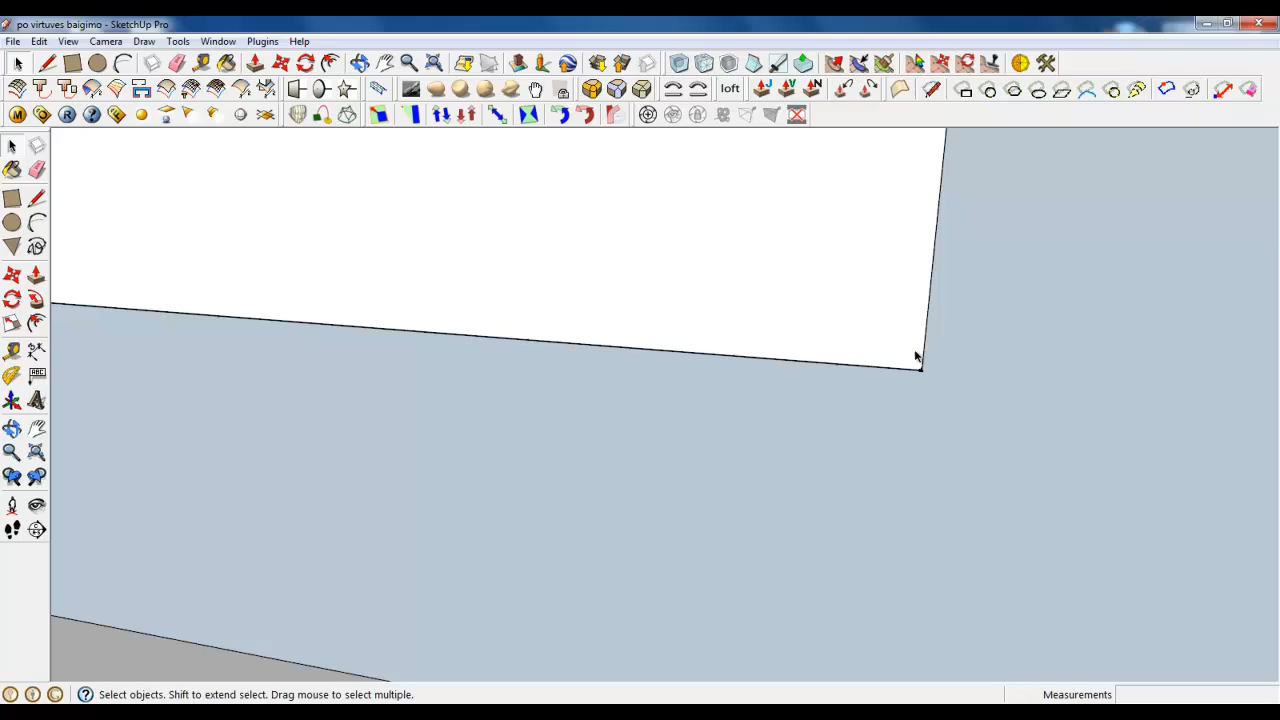 po virtuves baigimo - SketchUp Pro
File Edit View Camera Draw Tools Window Plugins Help
loft
M R ?
ABC
Select objects. Shift to extend select. Drag mouse to select multiple.
Measurements